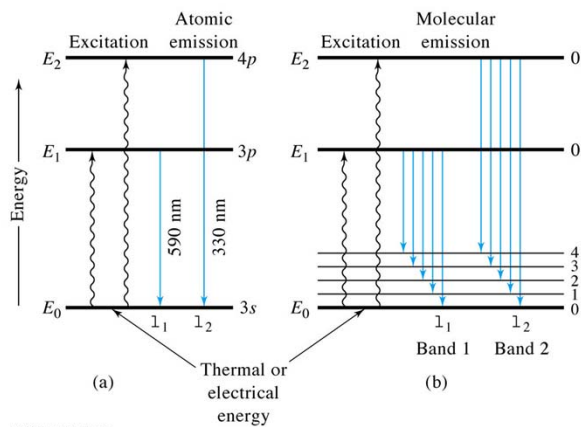 Atomic
Excitation emission
E2 4p
E1 3p
Energy
590 nm
330 nm
E0 3s
l1 l2
(a)
Molecular
Excitation emission
E2 0
E1 0
4
3
2
1
E0 0
l1 l2
Band 1 Band 2
(b)
Thermal or
electrical
energy